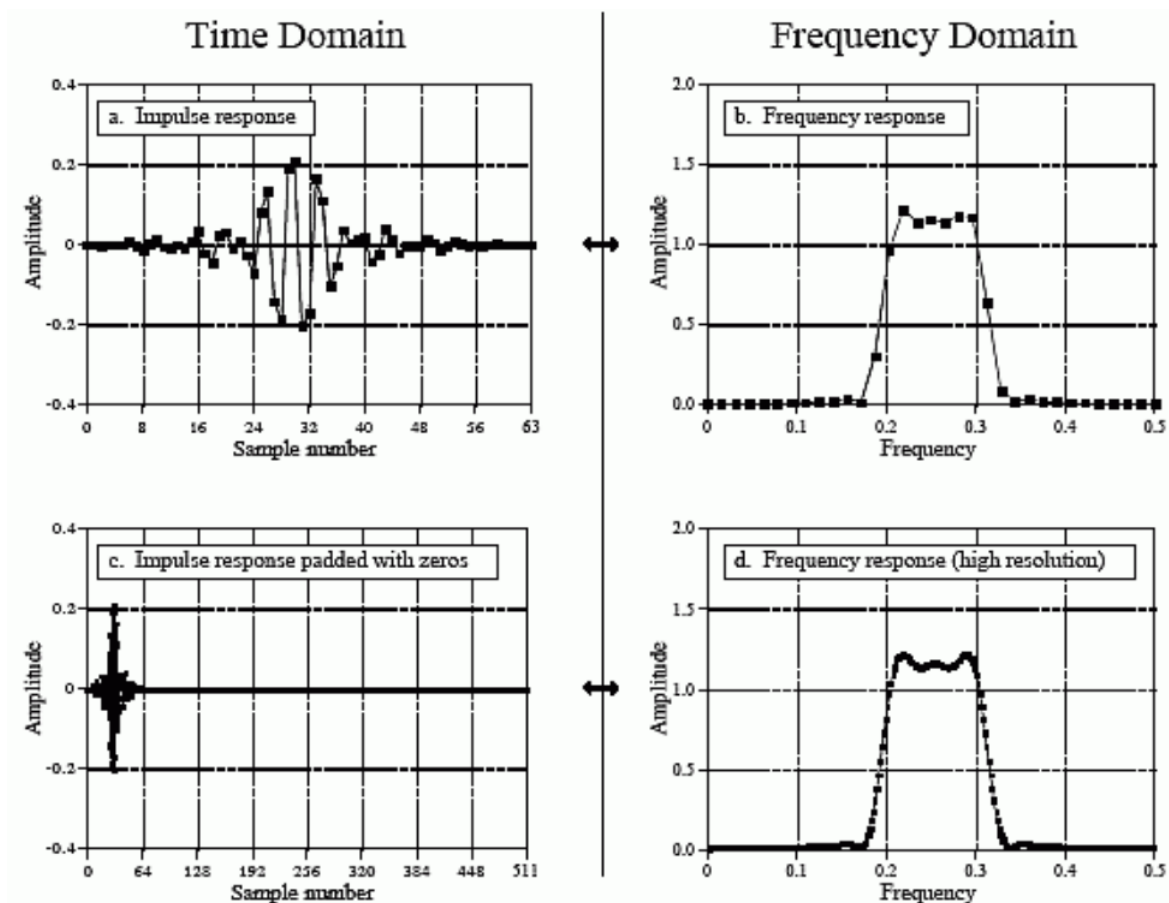 Time Domain
Frequency Domain
a. Impulse response
Amplitude
0.4
0.2
0
-0.2
-0.4
0 8 16 24 32 40 48 56 63
Sample number
b. Frequency response
Amplitude
2.0
1.5
1.0
0.5
0.0
0 0.1 0.2 0.3 0.4 0.5
Frequency
c. Impulse response padded with zeros
Amplitude
0.4
0.2
0
-0.2
-0.4
0 64 128 192 256 320 384 448 511
Sample number
d. Frequency response (high resolution)
Amplitude
2.0
1.5
1.0
0.5
0.0
0 0.1 0.2 0.3 0.4 0.5
Frequency